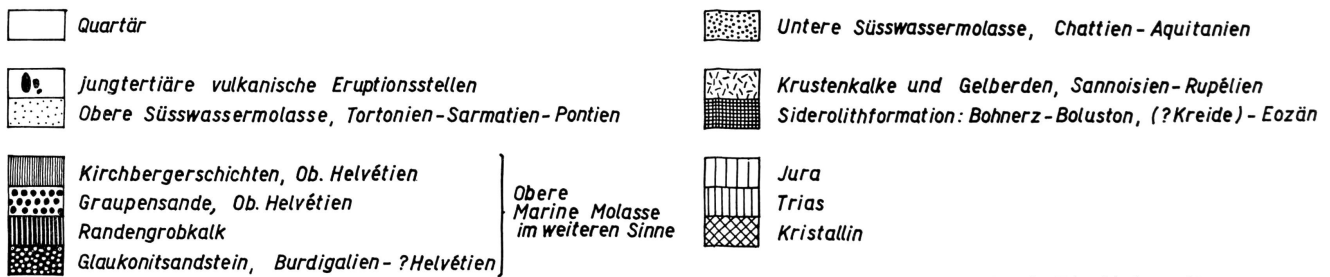 Quartär
jungtertiäre vulkanische Eruptionsstellen
Obere Süsswassermolasse, Tortonien-Sarmatien-Pontien
Kirchbergerschichten, Ob. Helvétien
Graupensande, Ob. Helvétien
Randengrobkalk
Glaukonitsandstein, Burdigalien-?Helvétien
Obere
Marine Molasse
im weiteren Sinne
Untere Süsswassermolasse, Chattien-Aquitanien
Krustenkalke und Gelberden, Sannoisien-Rupélien
Siderolithformation: Bohnerz-Boluston, (?Kreide)-Eozän
Jura
Trias
Kristallin